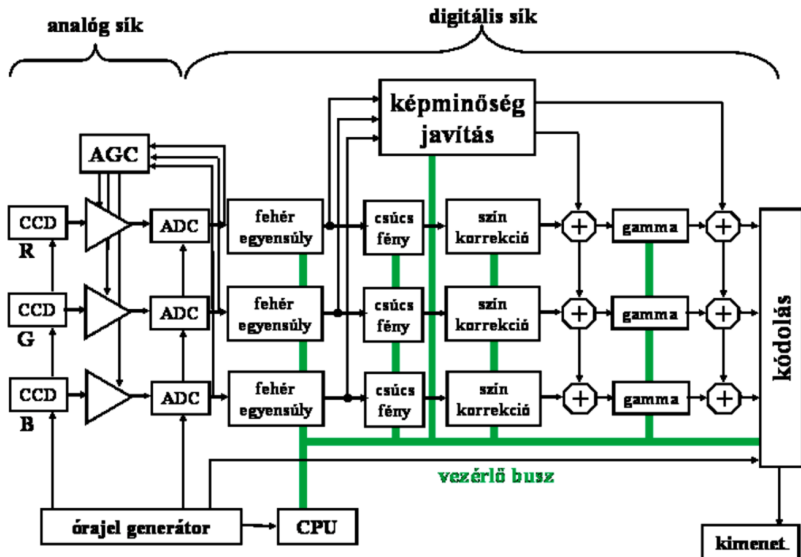 analóg sík
digitális sík
képminőség
javítás
AGC
CCD
R
ADC
fehér
egyensúly
csúcs
fény
szín
korrekció
+
gamma
+
CCD
G
ADC
fehér
egyensúly
csúcs
fény
szín
korrekció
+
gamma
+
CCD
B
ADC
fehér
egyensúly
csúcs
fény
szín
korrekció
+
gamma
+
kódolás
vezérlő busz
órajel generátor
CPU
kimenet